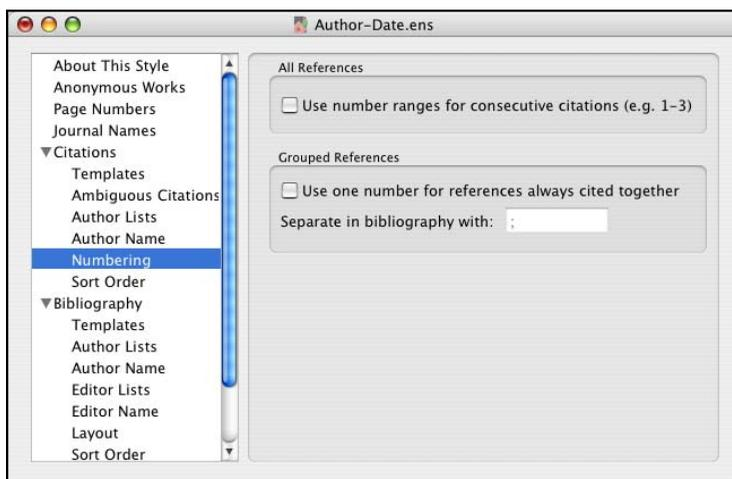 Author-Date.ens
About This Style
Anonymous Works
Page Numbers
Journal Names
Citations
Templates
Ambiguous Citations
Author Lists
Author Name
Numbering
Sort Order
Bibliography
Templates
Author Lists
Author Name
Editor Lists
Editor Name
Layout
Sort Order
All References
Use number ranges for consecutive citations (e.g. 1-3)
Grouped References
Use one number for references always cited together
Separate in bibliography with: ;